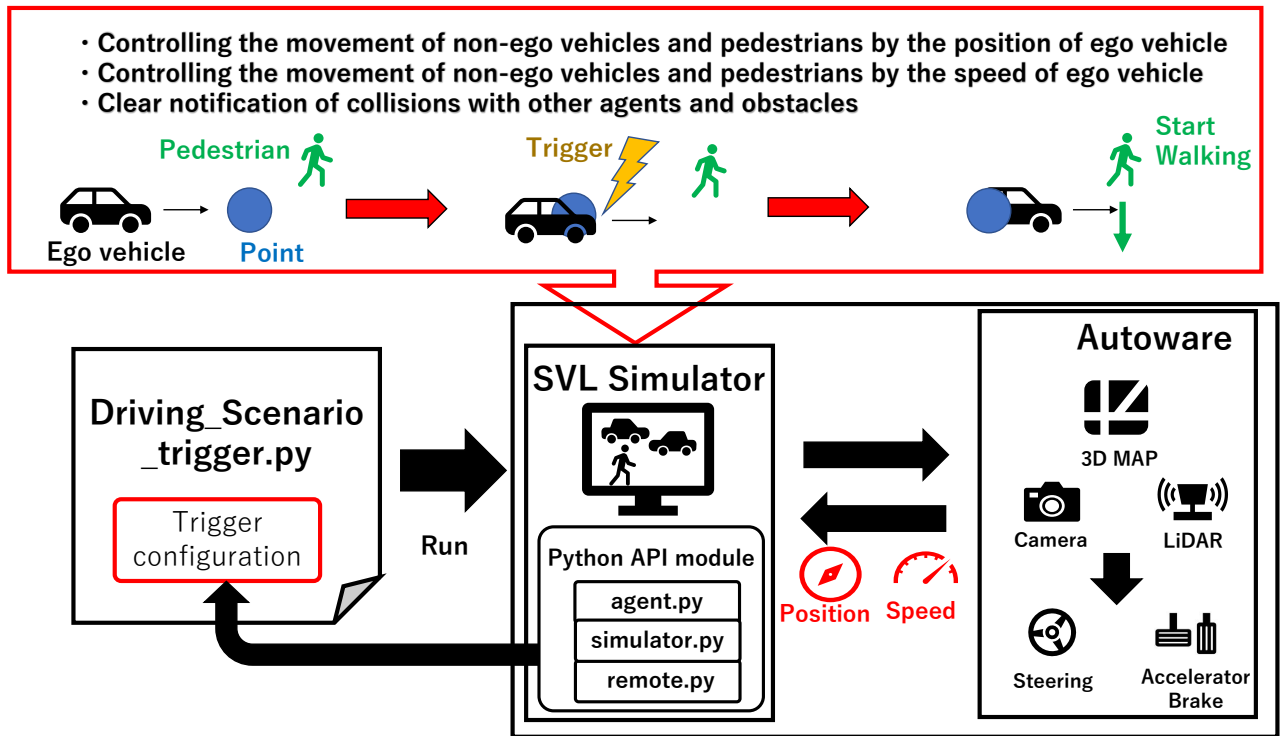 ・Controlling the movement of non-ego vehicles and pedestrians by the position of ego vehicle
・Controlling the movement of non-ego vehicles and pedestrians by the speed of ego vehicle
・Clear notification of collisions with other agents and obstacles
Pedestrian
Trigger
Start
Walking
Ego vehicle
Point
Driving_Scenario
_trigger.py
Trigger
configuration
Run
SVL Simulator
Python API module
agent.py
simulator.py
remote.py
Position
Speed
Autoware
3D MAP
Camera
LiDAR
Steering
Accelerator
Brake